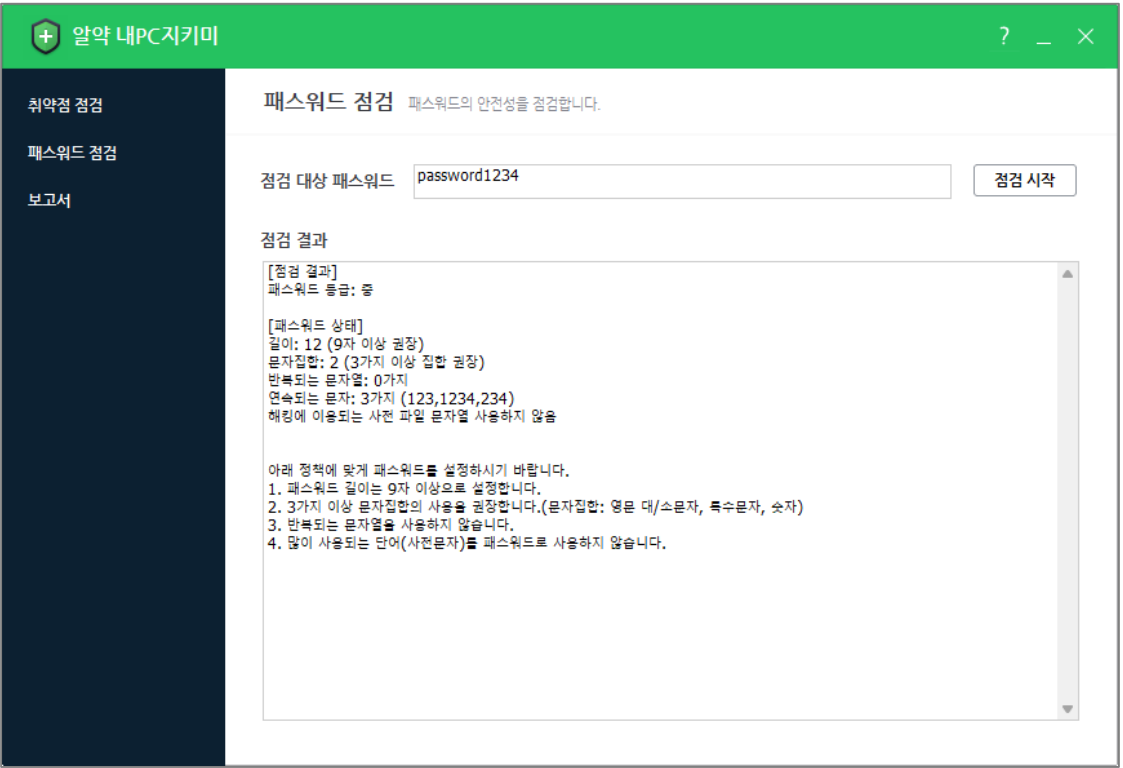 알약 내PC지키미
?
취약점 점검
패스워드 점검
보고서
패스워드 점검 패스워드의 안전성을 점검합니다.
점검 대상 패스워드 password1234 점검 시작
점검 결과
[점검 결과]
패스워드 등급: 중
[패스워드 상태]
길이: 12 (9자 이상 권장)
문자집합: 2 (3가지 이상 집합 권장)
반복되는 문자열: 0가지
연속되는 문자: 3가지 (123,1234,234)
해킹에 이용되는 사전 파일 문자열 사용하지 않음
아래 정책에 맞게 패스워드를 설정하시기 바랍니다.
1. 패스워드 길이는 9자 이상으로 설정합니다.
2. 3가지 이상 문자집합의 사용을 권장합니다.(문자집합: 영문 대/소문자, 특수문자, 숫자)
3. 반복되는 문자열을 사용하지 않습니다.
4. 많이 사용되는 단어(사전문자)를 패스워드로 사용하지 않습니다.